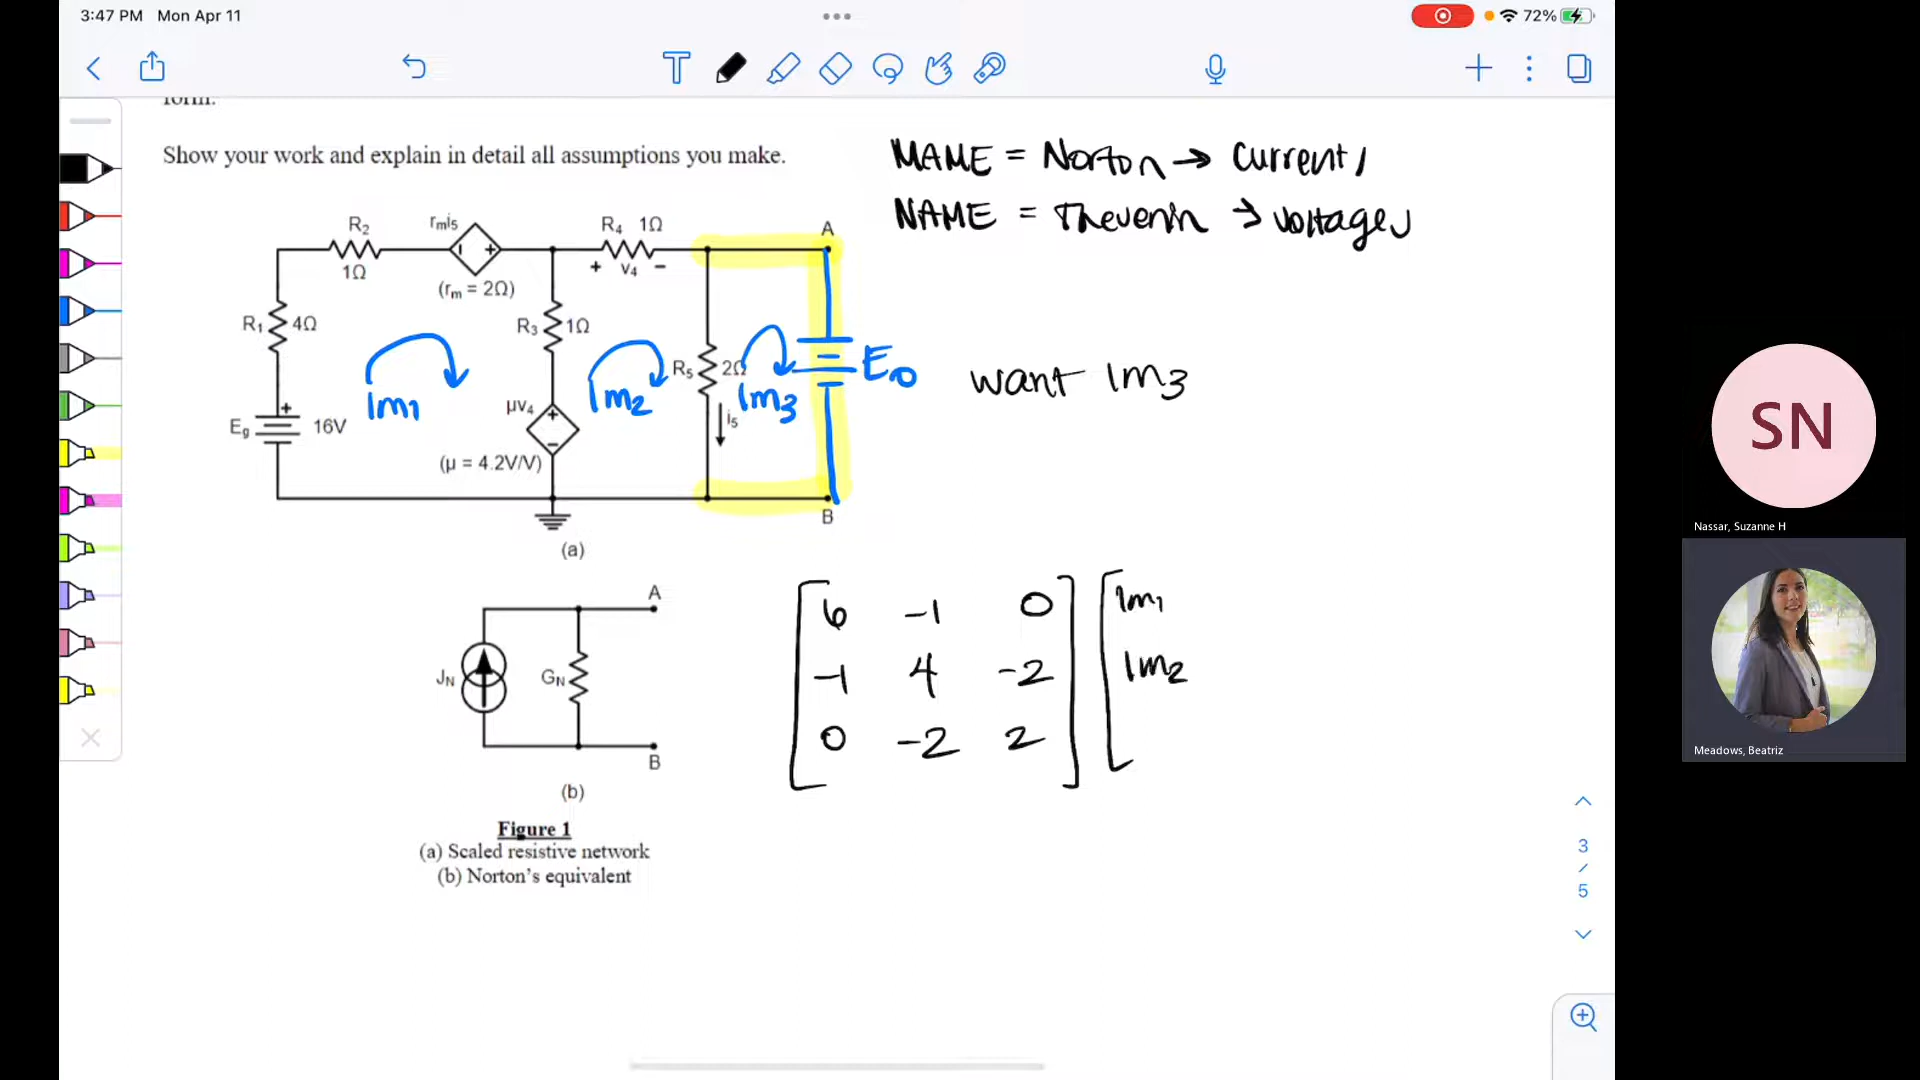 3:47 PM Mon Apr 11
72%
form.
Show your work and explain in detail all assumptions you make.
MAME = Norton → Current,
NAME = Thevenin → voltage,
R₂
1Ω
rₘi₅
(rₘ = 2Ω)
R₄ 1Ω
+ V₄ −
A
R₁ 4Ω
R₃ 1Ω
R₅ 2Ω
i₅
Im1
Im2
Im3
E₀
want Im3
Eg 16V
μV₄
(μ = 4.2V/V)
B
(a)
A
JN
GN
B
(b)
6 -1 0
-1 4 -2
0 -2 2
Im1
Im2
Figure 1
(a) Scaled resistive network
(b) Norton's equivalent
3
/
5
SN
Nassar, Suzanne H
Meadows, Beatriz